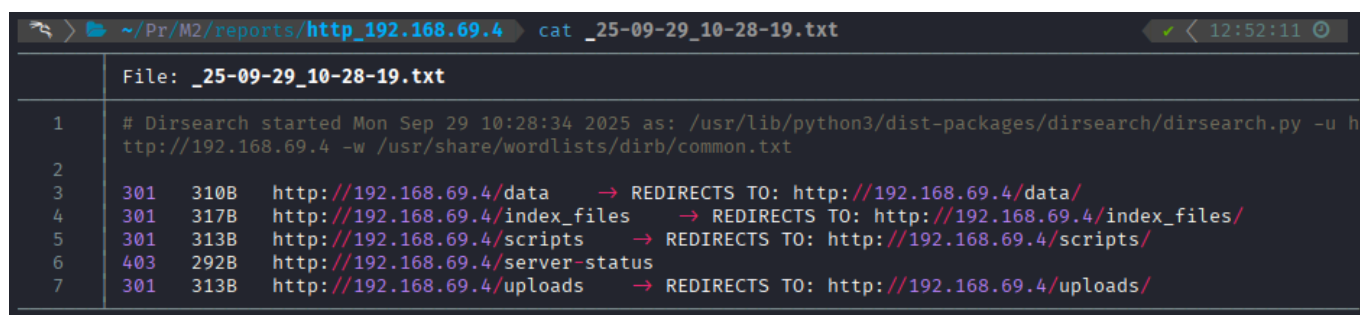 ~/Pr/M2/reports/http_192.168.69.4 cat _25-09-29_10-28-19.txt ✔ 12:52:11
File: _25-09-29_10-28-19.txt
1 # Dirsearch started Mon Sep 29 10:28:34 2025 as: /usr/lib/python3/dist-packages/dirsearch/dirsearch.py -u h
ttp://192.168.69.4 -w /usr/share/wordlists/dirb/common.txt
2
3 301 310B http://192.168.69.4/data → REDIRECTS TO: http://192.168.69.4/data/
4 301 317B http://192.168.69.4/index_files → REDIRECTS TO: http://192.168.69.4/index_files/
5 301 313B http://192.168.69.4/scripts → REDIRECTS TO: http://192.168.69.4/scripts/
6 403 292B http://192.168.69.4/server-status
7 301 313B http://192.168.69.4/uploads → REDIRECTS TO: http://192.168.69.4/uploads/